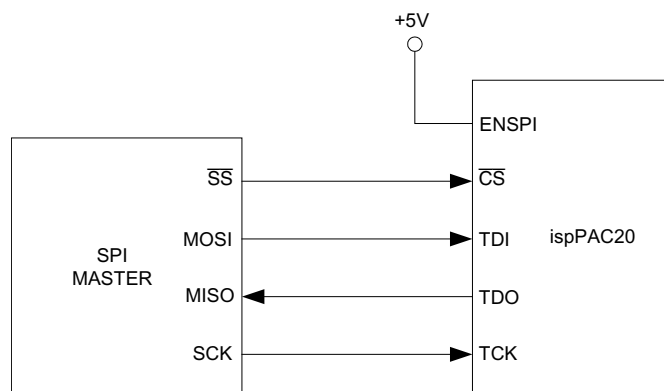 +5V
ENSPI
SS
CS
MOSI
TDI
ispPAC20
SPI
MASTER
MISO
TDO
SCK
TCK